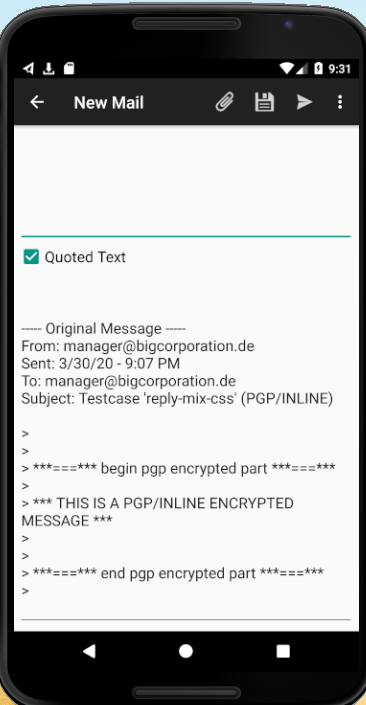 9:31
New Mail
Quoted Text
----- Original Message -----
From: manager@bigcorporation.de
Sent: 3/30/20 - 9:07 PM
To: manager@bigcorporation.de
Subject: Testcase 'reply-mix-css' (PGP/INLINE)
>
>
> ***===*** begin pgp encrypted part ***===***
>
> *** THIS IS A PGP/INLINE ENCRYPTED
MESSAGE ***
>
>
> ***===*** end pgp encrypted part ***===***
>